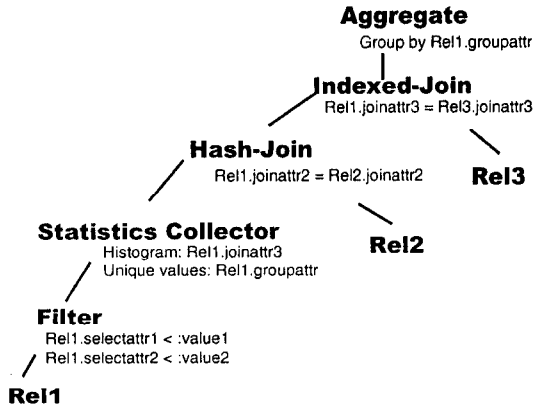 Aggregate
Group by Rel1.groupattr
Indexed-Join
Rel1.joinattr3 = Rel3.joinattr3
Hash-Join
Rel1.joinattr2 = Rel2.joinattr2
Rel3
Statistics Collector
Histogram: Rel1.joinattr3
Unique values: Rel1.groupattr
Rel2
Filter
Rel1.selectattr1 < :value1
Rel1.selectattr2 < :value2
Rel1